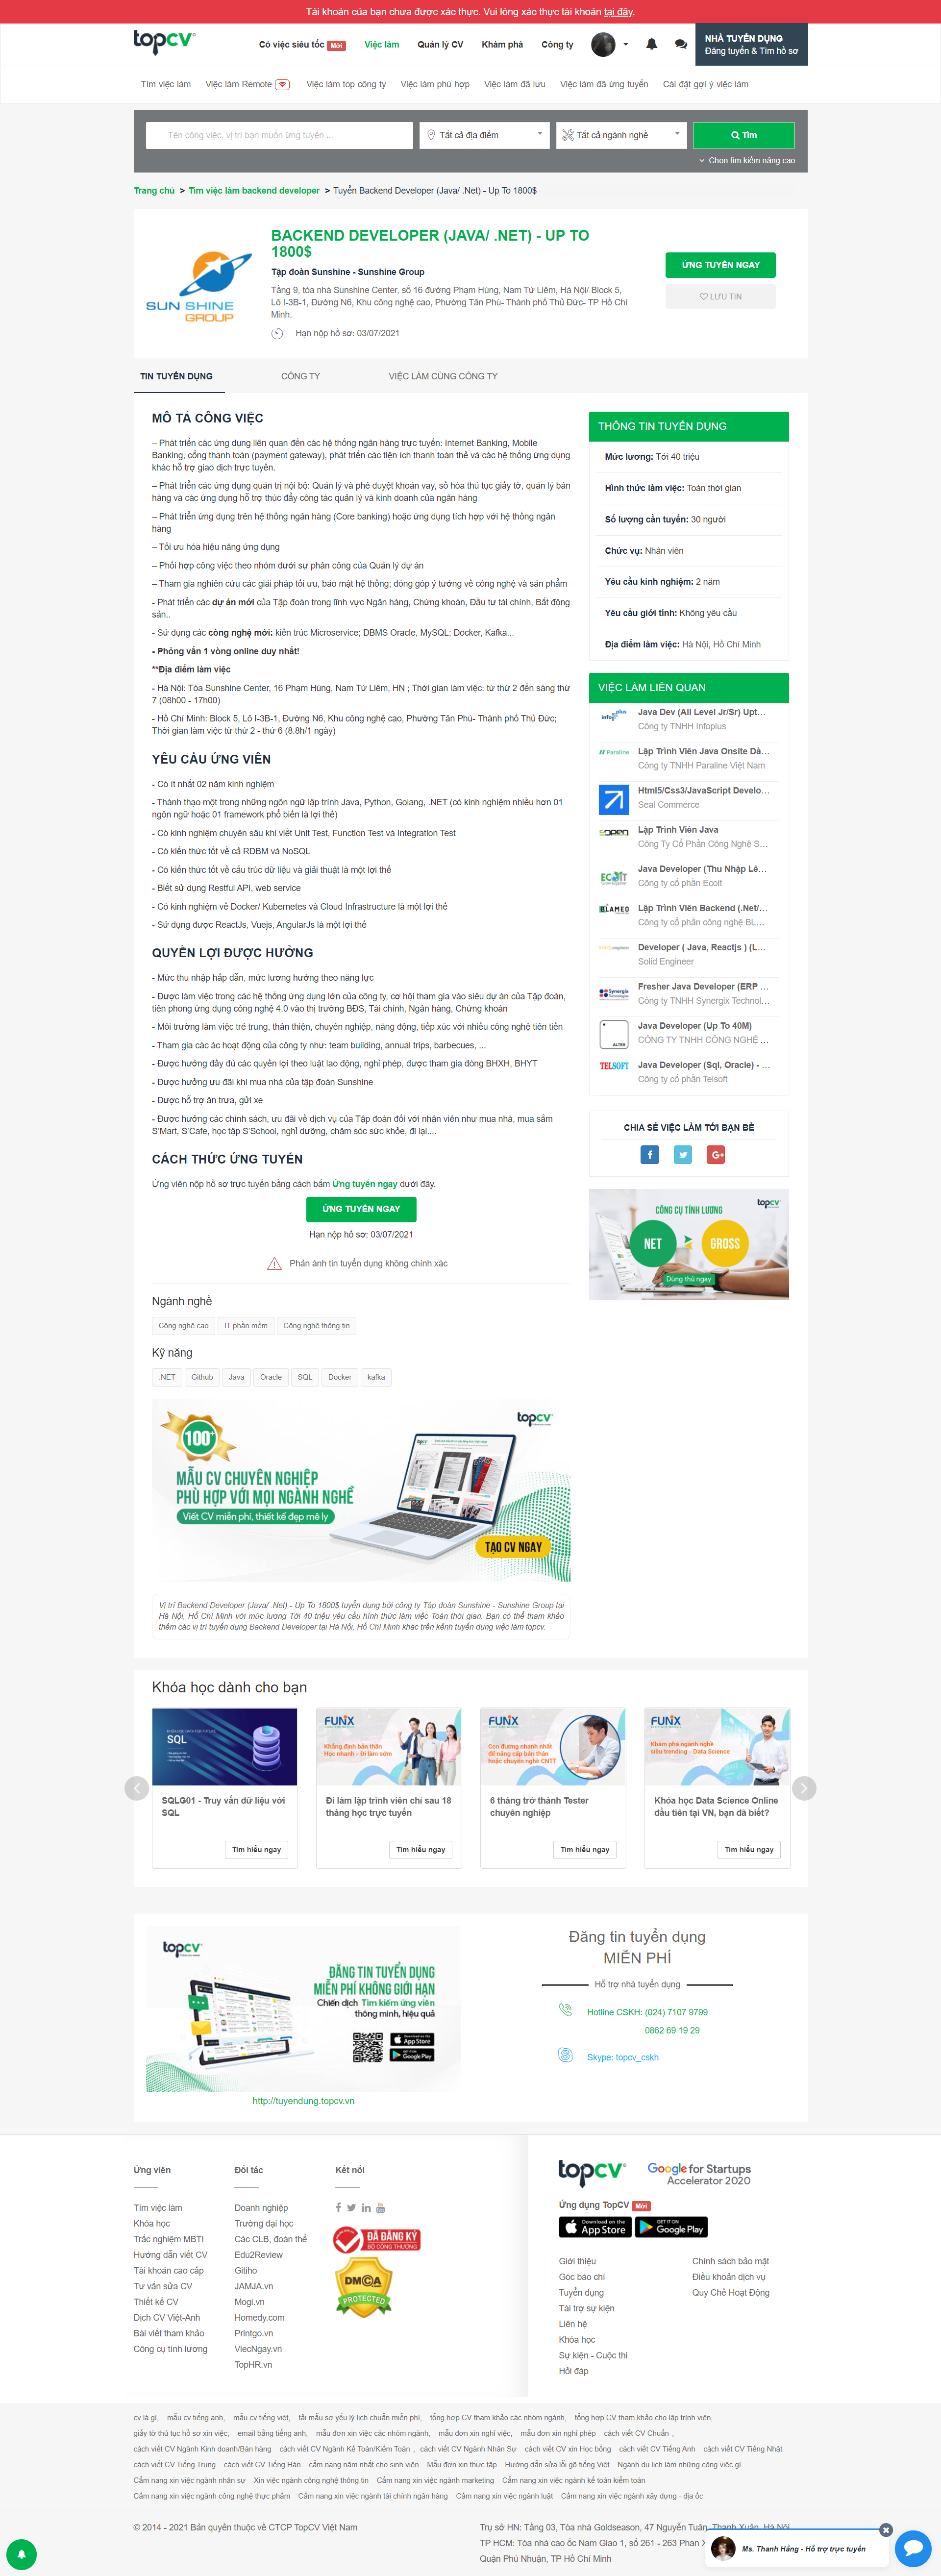 Tài khoản của bạn chưa được xác thực. Vui lòng xác thực tài khoản tại đây.
topcv
Có việc siêu tốc Mới
Việc làm
Quản lý CV
Khám phá
Công ty
NHÀ TUYỂN DỤNG
Đăng tuyển & Tìm hồ sơ
Tìm việc làm
Việc làm Remote
Việc làm top công ty
Việc làm phù hợp
Việc làm đã lưu
Việc làm đã ứng tuyển
Cài đặt gợi ý việc làm
Tên công việc, vị trí bạn muốn ứng tuyển ...
Tất cả địa điểm
Tất cả ngành nghề
Tìm
Chọn tìm kiếm nâng cao
Trang chủ > Tìm việc làm backend developer > Tuyển Backend Developer (Java/ .Net) - Up To 1800$
SUNSHINE
GROUP
BACKEND DEVELOPER (JAVA/ .NET) - UP TO
1800$
Tập đoàn Sunshine - Sunshine Group
Tầng 9, tòa nhà Sunshine Center, số 16 đường Phạm Hùng, Nam Từ Liêm, Hà Nội/ Block 5,
Lô I-3B-1, Đường N6, Khu công nghệ cao, Phường Tân Phú- Thành phố Thủ Đức- TP Hồ Chí
Minh.
Hạn nộp hồ sơ: 03/07/2021
ỨNG TUYỂN NGAY
LƯU TIN
TIN TUYỂN DỤNG
CÔNG TY
VIỆC LÀM CÙNG CÔNG TY
MÔ TẢ CÔNG VIỆC
– Phát triển các ứng dụng liên quan đến các hệ thống ngân hàng trực tuyến: Internet Banking, Mobile
Banking, cổng thanh toán (payment gateway), phát triển các tiện ích thanh toán thẻ và các hệ thống ứng dụng
khác hỗ trợ giao dịch trực tuyến.
– Phát triển các ứng dụng quản trị nội bộ: Quản lý và phê duyệt khoản vay, số hóa thủ tục giấy tờ, quản lý bán
hàng và các ứng dụng hỗ trợ thúc đẩy công tác quản lý và kinh doanh của ngân hàng
– Phát triển ứng dụng trên hệ thống ngân hàng (Core banking) hoặc ứng dụng tích hợp với hệ thống ngân
hàng
– Tối ưu hóa hiệu năng ứng dụng
– Phối hợp công việc theo nhóm dưới sự phân công của Quản lý dự án
– Tham gia nghiên cứu các giải pháp tối ưu, bảo mật hệ thống; đóng góp ý tưởng về công nghệ và sản phẩm
- Phát triển các dự án mới của Tập đoàn trong lĩnh vực Ngân hàng, Chứng khoán, Đầu tư tài chính, Bất động
sản..
- Sử dụng các công nghệ mới: kiến trúc Microservice; DBMS Oracle, MySQL; Docker, Kafka...
- Phỏng vấn 1 vòng online duy nhất!
**Địa điểm làm việc
- Hà Nội: Tòa Sunshine Center, 16 Phạm Hùng, Nam Từ Liêm, HN ; Thời gian làm việc: từ thứ 2 đến sáng thứ
7 (08h00 - 17h00)
- Hồ Chí Minh: Block 5, Lô I-3B-1, Đường N6, Khu công nghệ cao, Phường Tân Phú- Thành phố Thủ Đức;
Thời gian làm việc từ thứ 2 - thứ 6 (8.8h/1 ngày)
YÊU CẦU ỨNG VIÊN
- Có ít nhất 02 năm kinh nghiệm
- Thành thạo một trong những ngôn ngữ lập trình Java, Python, Golang, .NET (có kinh nghiệm nhiều hơn 01
ngôn ngữ hoặc 01 framework phổ biến là lợi thế)
- Có kinh nghiệm chuyên sâu khi viết Unit Test, Function Test và Integration Test
- Có kiến thức tốt về cả RDBM và NoSQL
- Có kiến thức tốt về cấu trúc dữ liệu và giải thuật là một lợi thế
- Biết sử dụng Restful API, web service
- Có kinh nghiệm về Docker/ Kubernetes và Cloud Infrastructure là một lợi thế
- Sử dụng được ReactJs, Vuejs, AngularJs là một lợi thế
QUYỀN LỢI ĐƯỢC HƯỞNG
- Mức thu nhập hấp dẫn, mức lương hưởng theo năng lực
- Được làm việc trong các hệ thống ứng dụng lớn của công ty, cơ hội tham gia vào siêu dự án của Tập đoàn,
tiên phong ứng dụng công nghệ 4.0 vào thị trường BĐS, Tài chính, Ngân hàng, Chứng khoán
- Môi trường làm việc trẻ trung, thân thiện, chuyên nghiệp, năng động, tiếp xúc với nhiều công nghệ tiên tiến
- Tham gia các ác hoạt động của công ty như: team building, annual trips, barbecues, ...
- Được hưởng đầy đủ các quyền lợi theo luật lao động, nghỉ phép, được tham gia đóng BHXH, BHYT
- Được hưởng ưu đãi khi mua nhà của tập đoàn Sunshine
- Được hỗ trợ ăn trưa, gửi xe
- Được hưởng các chính sách, ưu đãi về dịch vụ của Tập đoàn đối với nhân viên như mua nhà, mua sắm
S'Mart, S'Cafe, học tập S'School, nghỉ dưỡng, chăm sóc sức khỏe, đi lại....
CÁCH THỨC ỨNG TUYỂN
Ứng viên nộp hồ sơ trực tuyến bằng cách bấm Ứng tuyển ngay dưới đây.
ỨNG TUYỂN NGAY
Hạn nộp hồ sơ: 03/07/2021
Phản ánh tin tuyển dụng không chính xác
Ngành nghề
Công nghệ cao
IT phần mềm
Công nghệ thông tin
Kỹ năng
.NET
Github
Java
Oracle
SQL
Docker
kafka
100+
topcv
MẪU CV CHUYÊN NGHIỆP
PHÙ HỢP VỚI MỌI NGÀNH NGHỀ
Viết CV miễn phí, thiết kế đẹp mê ly
TẠO CV NGAY
Vị trí Backend Developer (Java/ .Net) - Up To 1800$ tuyển dụng bởi công ty Tập đoàn Sunshine - Sunshine Group tại
Hà Nội, Hồ Chí Minh với mức lương Tới 40 triệu yêu cầu hình thức làm việc Toàn thời gian. Bạn có thể tham khảo
thêm các vị trí tuyển dụng Backend Developer tại Hà Nội, Hồ Chí Minh khác trên kênh tuyển dụng việc làm topcv.
THÔNG TIN TUYỂN DỤNG
Mức lương: Tới 40 triệu
Hình thức làm việc: Toàn thời gian
Số lượng cần tuyển: 30 người
Chức vụ: Nhân viên
Yêu cầu kinh nghiệm: 2 năm
Yêu cầu giới tính: Không yêu cầu
Địa điểm làm việc: Hà Nội, Hồ Chí Minh
VIỆC LÀM LIÊN QUAN
Java Dev (All Level Jr/Sr) Upt...
Công ty TNHH Infoplus
Paraline
Lập Trình Viên Java Onsite Dà...
Công ty TNHH Paraline Việt Nam
Html5/Css3/JavaScript Develo...
Seal Commerce
Lập Trình Viên Java
Công Ty Cổ Phần Công Nghệ S...
ECOIT
Java Developer (Thu Nhập Lê...
Công ty cổ phần Ecoit
BLAMEO
Lập Trình Viên Backend (.Net/...
Công ty cổ phần công nghệ BL...
Developer ( Java, Reactjs ) (L...
Solid Engineer
Synergix
Fresher Java Developer (ERP ...
Công ty TNHH Synergix Technol...
ALTER
Java Developer (Up To 40M)
CÔNG TY TNHH CÔNG NGHỆ ...
TELSOFT
Java Developer (Sql, Oracle) - ...
Công ty cổ phần Telsoft
CHIA SẺ VIỆC LÀM TỚI BẠN BÈ
topcv
CÔNG CỤ TÍNH LƯƠNG
NET
GROSS
Dùng thử ngay
Khóa học dành cho bạn
SQL
SQLG01 - Truy vấn dữ liệu với
SQL
Tìm hiểu ngay
FUNiX
Khẳng định bản thân
Học nhanh - Đi làm sớm
Đi làm lập trình viên chỉ sau 18
tháng học trực tuyến
Tìm hiểu ngay
FUNiX
Con đường nhanh nhất
để nâng cấp bản thân
hoặc chuyển nghề CNTT
6 tháng trở thành Tester
chuyên nghiệp
Tìm hiểu ngay
FUNiX
Khám phá ngành nghề
siêu trending - Data Science
Khóa học Data Science Online
đầu tiên tại VN, bạn đã biết?
Tìm hiểu ngay
topcv
ĐĂNG TIN TUYỂN DỤNG
MIỄN PHÍ KHÔNG GIỚI HẠN
Chiến dịch Tìm kiếm ứng viên
thông minh, hiệu quả
App Store
Google Play
http://tuyendung.topcv.vn
Đăng tin tuyển dụng
MIỄN PHÍ
Hỗ trợ nhà tuyển dụng
Hotline CSKH: (024) 7107 9799
0862 69 19 29
Skype: topcv_cskh
Ứng viên
Tìm việc làm
Khóa học
Trắc nghiệm MBTI
Hướng dẫn viết CV
Tài khoản cao cấp
Tư vấn sửa CV
Thiết kế CV
Dịch CV Việt-Anh
Bài viết tham khảo
Công cụ tính lương
Đối tác
Doanh nghiệp
Trường đại học
Các CLB, đoàn thể
Edu2Review
Gitiho
JAMJA.vn
Mogi.vn
Homedy.com
Printgo.vn
ViecNgay.vn
TopHR.vn
Kết nối
ĐÃ ĐĂNG KÝ
BỘ CÔNG THƯƠNG
DMCA
PROTECTED
topcv
Google for Startups
Accelerator 2020
Ứng dụng TopCV Mới
Download on the
App Store
GET IT ON
Google Play
Giới thiệu
Góc báo chí
Tuyển dụng
Tài trợ sự kiện
Liên hệ
Khóa học
Sự kiện - Cuộc thi
Hỏi đáp
Chính sách bảo mật
Điều khoản dịch vụ
Quy Chế Hoạt Động
cv là gì, mẫu cv tiếng anh, mẫu cv tiếng việt, tải mẫu sơ yếu lý lịch chuẩn miễn phí, tổng hợp CV tham khảo các nhóm ngành, tổng hợp CV tham khảo cho lập trình viên,
giấy tờ thủ tục hồ sơ xin việc, email bằng tiếng anh, mẫu đơn xin việc các nhóm ngành, mẫu đơn xin nghỉ việc, mẫu đơn xin nghỉ phép cách viết CV Chuẩn ,
cách viết CV Ngành Kinh doanh/Bán hàng cách viết CV Ngành Kế Toán/Kiểm Toán , cách viết CV Ngành Nhân Sự cách viết CV xin Học bổng cách viết CV Tiếng Anh cách viết CV Tiếng Nhật
cách viết CV Tiếng Trung cách viết CV Tiếng Hàn cẩm nang năm nhất cho sinh viên Mẫu đơn xin thực tập Hướng dẫn sửa lỗi gõ tiếng Việt Ngành du lịch làm những công việc gì
Cẩm nang xin việc ngành nhân sự Xin việc ngành công nghệ thông tin Cẩm nang xin việc ngành marketing Cẩm nang xin việc ngành kế toán kiểm toán
Cẩm nang xin việc ngành công nghệ thực phẩm Cẩm nang xin việc ngành tài chính ngân hàng Cẩm nang xin việc ngành luật Cẩm nang xin việc ngành xây dựng - địa ốc
© 2014 - 2021 Bản quyền thuộc về CTCP TopCV Việt Nam
Trụ sở HN: Tầng 03, Tòa nhà Goldseason, 47 Nguyễn Tuân, Thanh Xuân, Hà Nội
TP HCM: Tòa nhà cao ốc Nam Giao 1, số 261 - 263 Phan X
Quận Phú Nhuận, TP Hồ Chí Minh
Ms. Thanh Hằng - Hỗ trợ trực tuyến